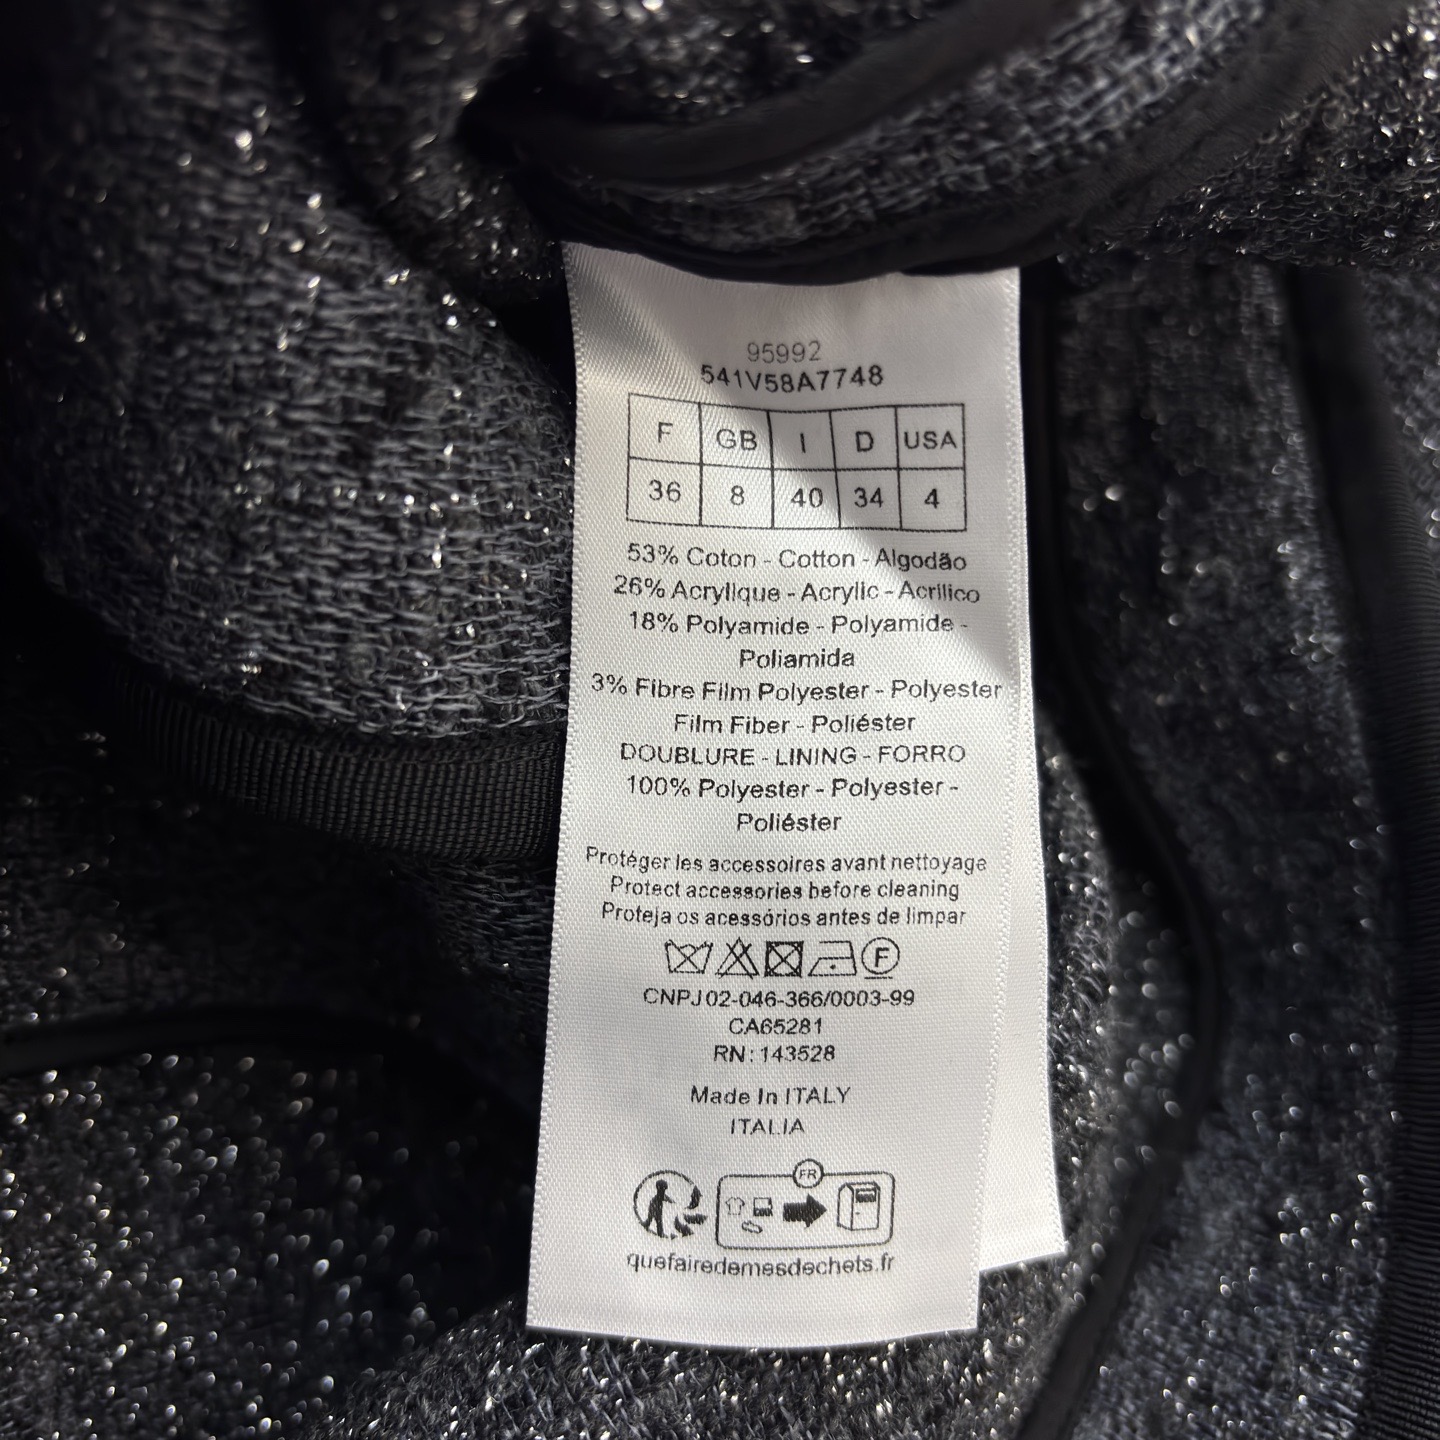 95992
541V58A7748
F GB I D USA
36 8 40 34 4
53% Coton - Cotton - Algodão
26% Acrylique - Acrylic - Acrilico
18% Polyamide - Polyamide -
Poliamida
3% Fibre Film Polyester - Polyester
Film Fiber - Poliéster
DOUBLURE - LINING - FORRO
100% Polyester - Polyester -
Poliéster
Protéger les accessoires avant nettoyage
Protect accessories before cleaning
Proteja os acessórios antes de limpar
F
CNPJ 02-046-366/0003-99
CA65281
RN: 143528
Made In ITALY
ITALIA
FR
quefairedemesdechets.fr